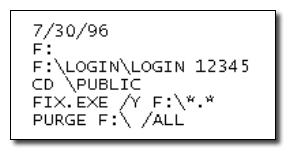 7/30/96
F:
F:\LOGIN\LOGIN 12345
CD \PUBLIC
FIX.EXE /Y F:\*.*
PURGE F:\ /ALL